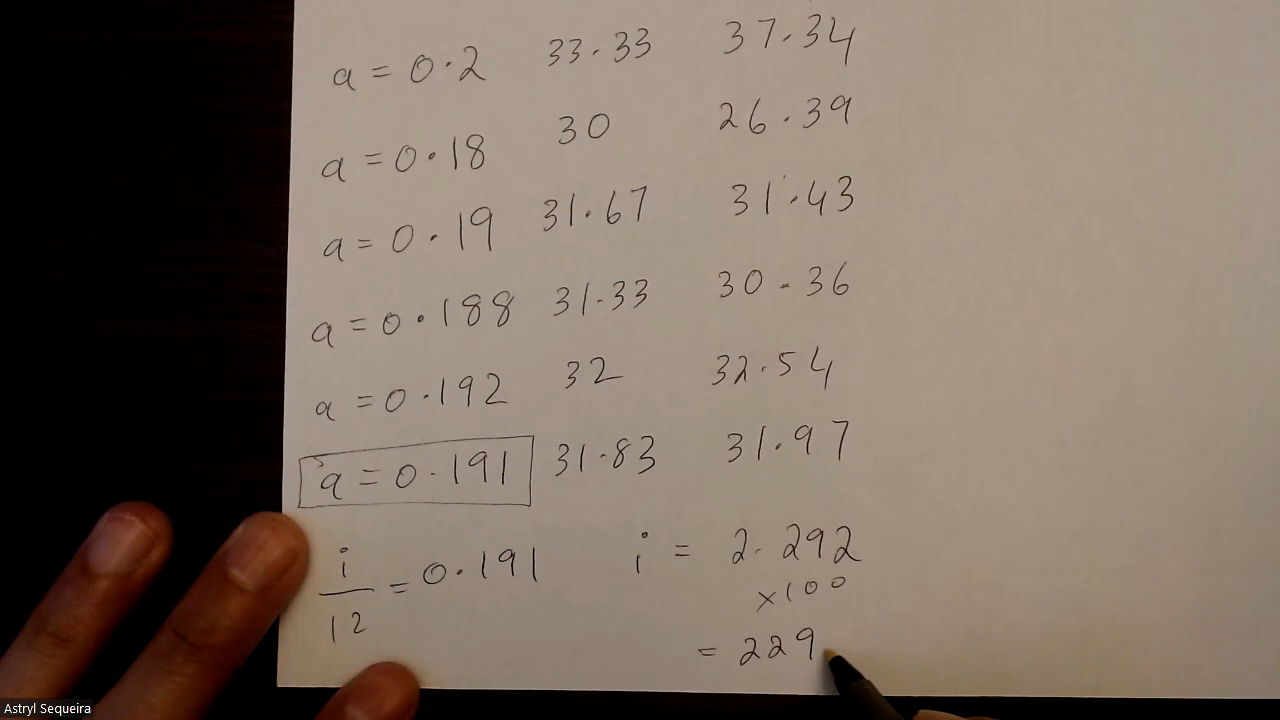 a = 0.2 33.33 37.34
a = 0.18 30 26.39
a = 0.19 31.67 31.43
a = 0.188 31.33 30.36
a = 0.192 32 32.54
a = 0.191 31.83 31.97
i/12 = 0.191 i = 2.292
×100
= 229
Astryl Sequeira